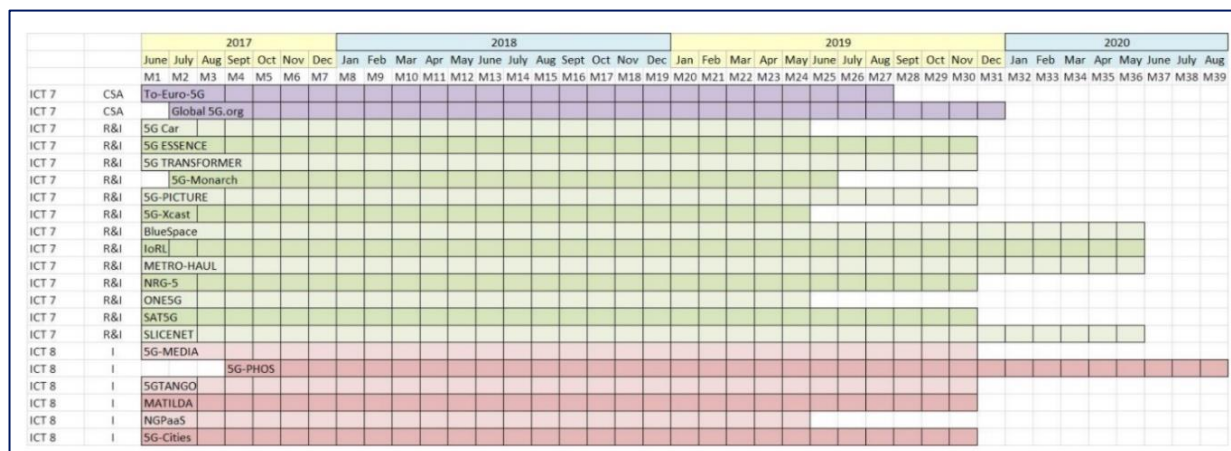 2017 2018 2019 2020
June July Aug Sept Oct Nov Dec Jan Feb Mar Apr May June July Aug Sept Oct Nov Dec Jan Feb Mar Apr May June July Aug Sept Oct Nov Dec Jan Feb Mar Apr May June July Aug
M1 M2 M3 M4 M5 M6 M7 M8 M9 M10 M11 M12 M13 M14 M15 M16 M17 M18 M19 M20 M21 M22 M23 M24 M25 M26 M27 M28 M29 M30 M31 M32 M33 M34 M35 M36 M37 M38 M39
ICT 7 CSA To-Euro-5G
ICT 7 CSA Global 5G.org
ICT 7 R&I 5G Car
ICT 7 R&I 5G ESSENCE
ICT 7 R&I 5G TRANSFORMER
ICT 7 R&I 5G-Monarch
ICT 7 R&I 5G-PICTURE
ICT 7 R&I 5G-Xcast
ICT 7 R&I BlueSpace
ICT 7 R&I IoRL
ICT 7 R&I METRO-HAUL
ICT 7 R&I NRG-5
ICT 7 R&I ONE5G
ICT 7 R&I SAT5G
ICT 7 R&I SLICENET
ICT 8 I 5G-MEDIA
ICT 8 I 5G-PHOS
ICT 8 I 5GTANGO
ICT 8 I MATILDA
ICT 8 I NGPaaS
ICT 8 I 5G-Cities